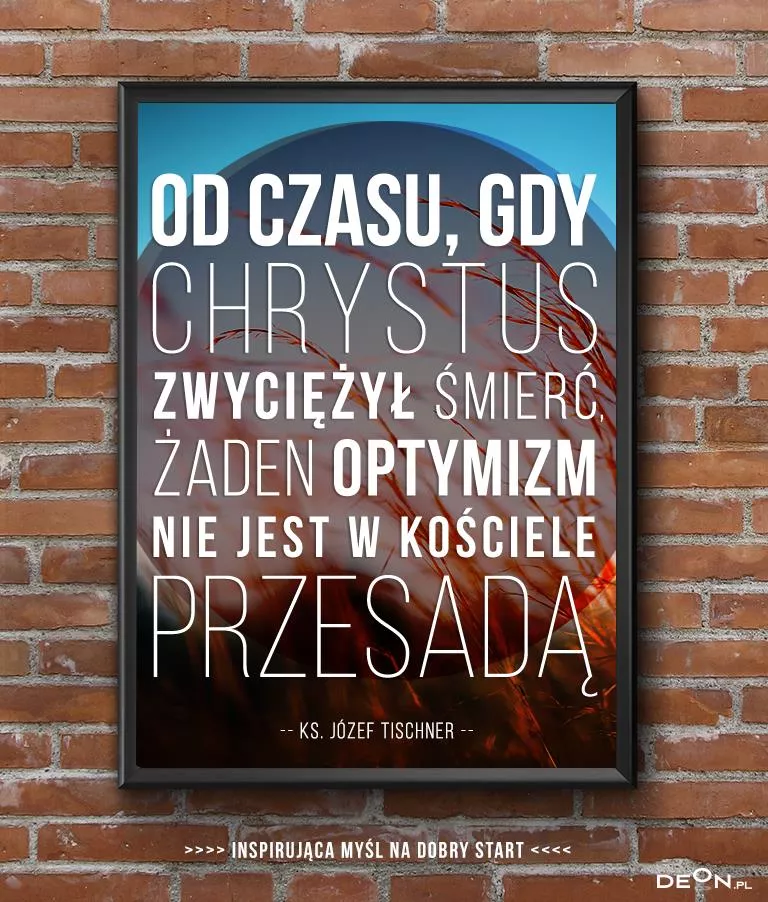 OD CZASU, GDY
CHRYSTUS
ZWYCIĘŻYŁ ŚMIERĆ,
ŻADEN OPTYMIZM
NIE JEST W KOŚCIELE
PRZESADĄ
-- KS. JÓZEF TISCHNER --
>>>> INSPIRUJĄCA MYŚL NA DOBRY START <<<<
DEON.PL